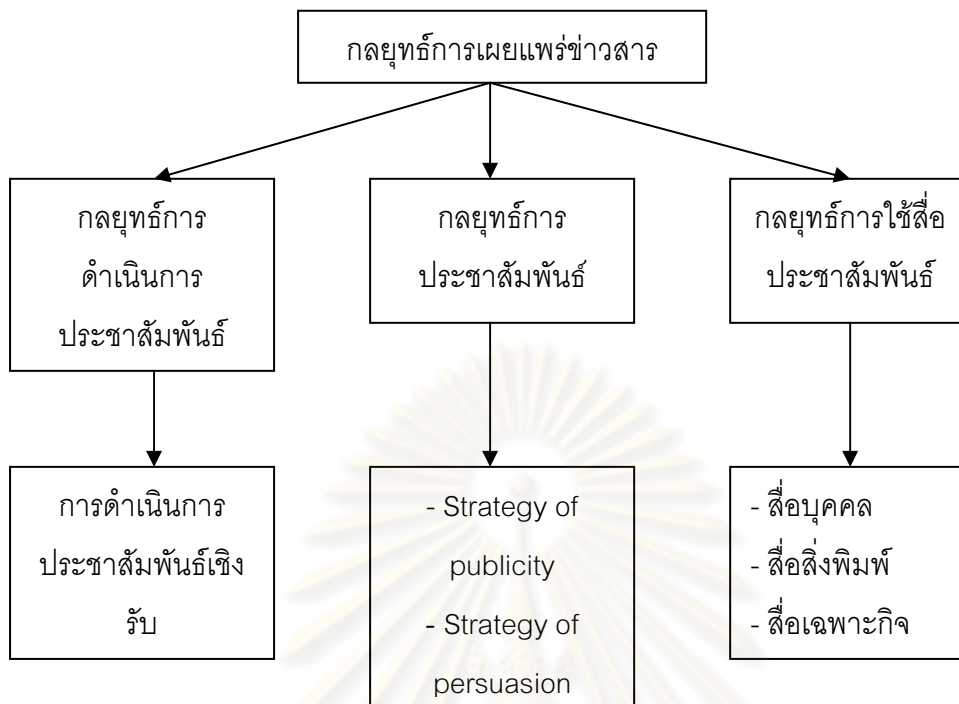 กลยุทธ์การเผยแพร่ข่าวสาร
กลยุทธ์การ
ดำเนินการ
ประชาสัมพันธ์
กลยุทธ์การ
ประชาสัมพันธ์
กลยุทธ์การใช้สื่อ
ประชาสัมพันธ์
การดำเนินการ
ประชาสัมพันธ์เชิง
รับ
- Strategy of
publicity
- Strategy of
persuasion
- สื่อบุคคล
- สื่อสิ่งพิมพ์
- สื่อเฉพาะกิจ